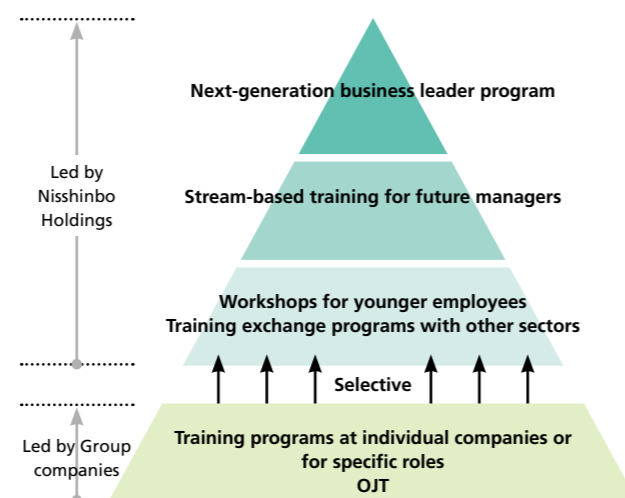 Next-generation business leader program
Led by
Nisshinbo
Holdings
Stream-based training for future managers
Workshops for younger employees
Training exchange programs with other sectors
Selective
Led by Group
companies
Training programs at individual companies or
for specific roles
OJT